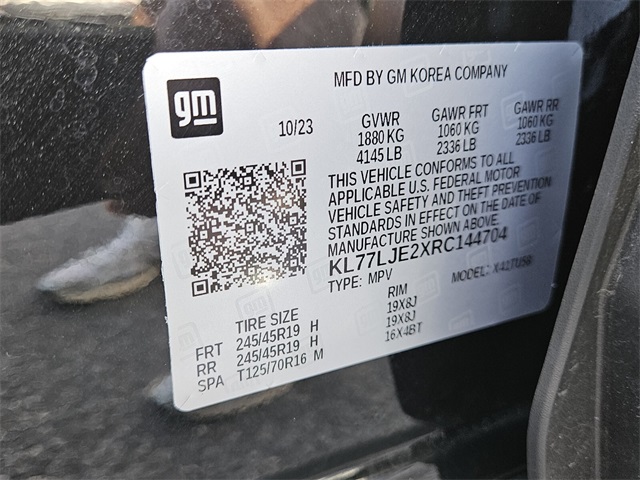 gm
MFD BY GM KOREA COMPANY
10/23
GVWR GAWR FRT GAWR RR
1880 KG 1060 KG 1060 KG
4145 LB 2336 LB 2336 LB
THIS VEHICLE CONFORMS TO ALL
APPLICABLE U.S. FEDERAL MOTOR
VEHICLE SAFETY AND THEFT PREVENTION
STANDARDS IN EFFECT ON THE DATE OF
MANUFACTURE SHOWN ABOVE.
KL77LJE2XRC144704
TYPE: MPV MODEL:
TIRE SIZE RIM
FRT 245/45R19 H 19X8J
RR 245/45R19 H 19X8J
SPA T125/70R16 M 16X4BT